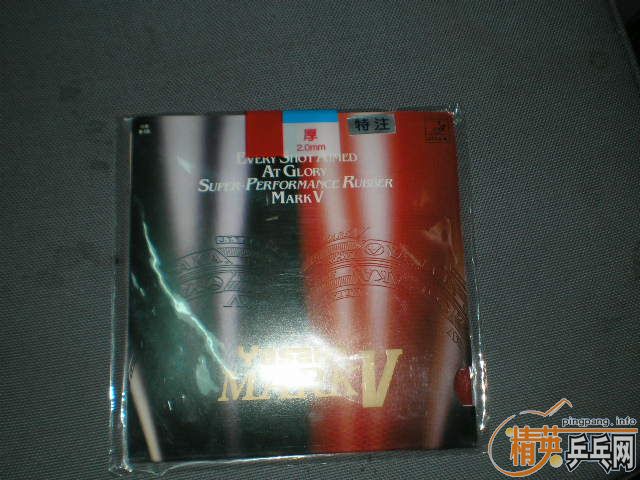 厚
2.0mm
特注
EVERY SHOT AIMED
AT GLORY
SUPER-PERFORMANCE RUBBER
MARK V
Yasaka
MARK V
pingpang.info
精英乒乓网